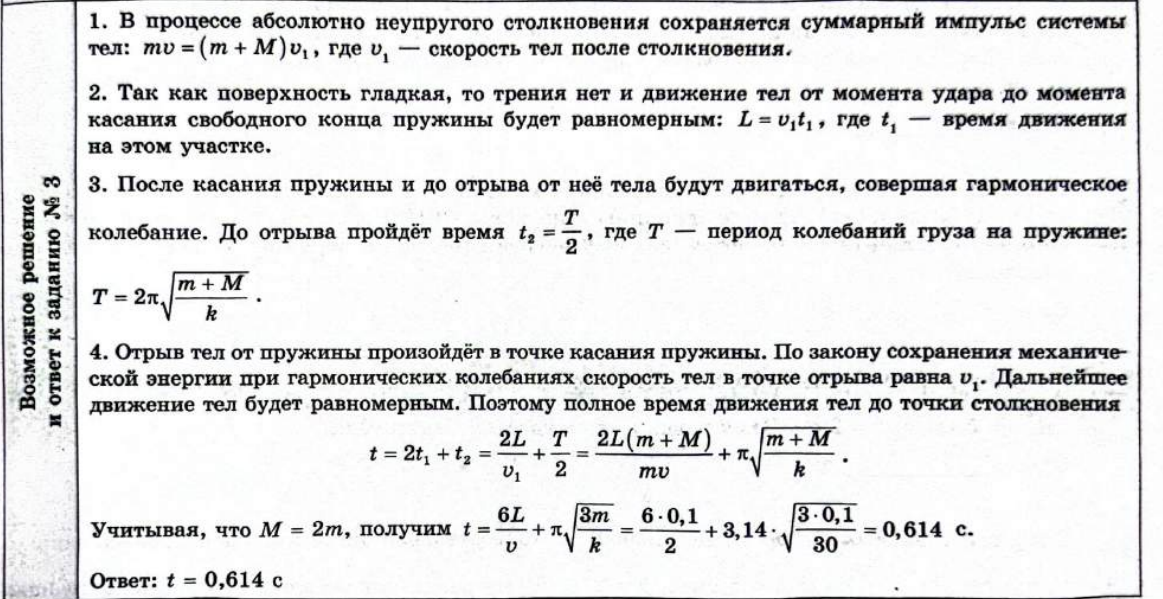 Возможное решение
и ответ к заданию № 3
1. В процессе абсолютно неупругого столкновения сохраняется суммарный импульс системы
тел: mv = (m + M)v₁, где v₁ — скорость тел после столкновения.
2. Так как поверхность гладкая, то трения нет и движение тел от момента удара до момента
касания свободного конца пружины будет равномерным: L = v₁t₁, где t₁ — время движения
на этом участке.
3. После касания пружины и до отрыва от неё тела будут двигаться, совершая гармоническое
колебание. До отрыва пройдёт время t₂ = T/2, где T — период колебаний груза на пружине:
T = 2π√((m + M)/k).
4. Отрыв тел от пружины произойдёт в точке касания пружины. По закону сохранения механиче-
ской энергии при гармонических колебаниях скорость тел в точке отрыва равна v₁. Дальнейшее
движение тел будет равномерным. Поэтому полное время движения тел до точки столкновения
t = 2t₁ + t₂ = 2L/v₁ + T/2 = 2L(m + M)/mv + π√((m + M)/k).
Учитывая, что M = 2m, получим t = 6L/v + π√(3m/k) = 6·0,1/2 + 3,14·√(3·0,1/30) = 0,614 с.
Ответ: t = 0,614 с